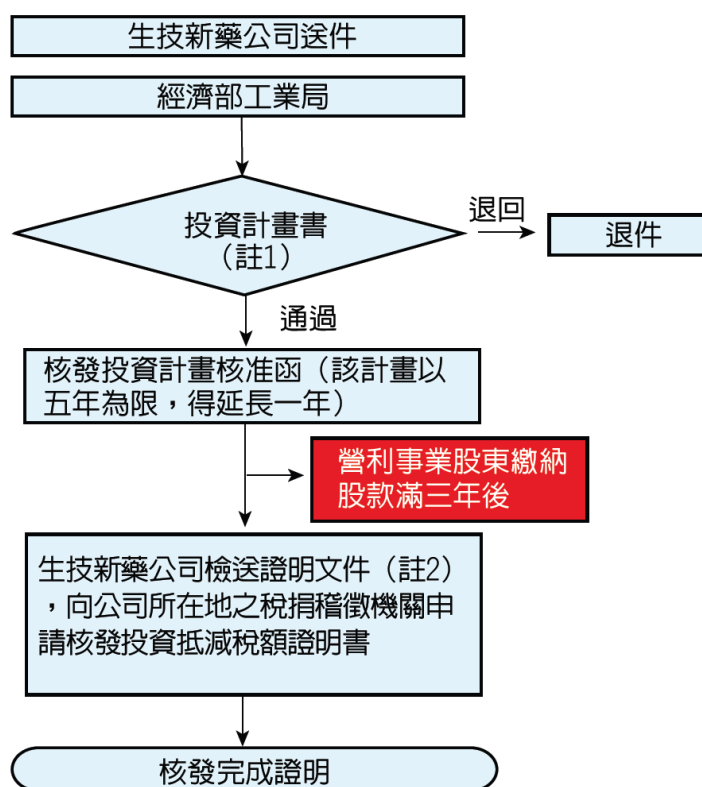 生技新藥公司送件
經濟部工業局
投資計畫書
（註1）
退回
退件
通過
核發投資計畫核准函（該計畫以
五年為限，得延長一年）
營利事業股東繳納
股款滿三年後
生技新藥公司檢送證明文件（註2）
，向公司所在地之稅捐稽徵機關申
請核發投資抵減稅額證明書
核發完成證明